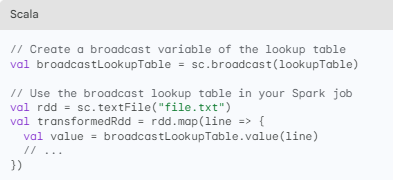 Scala
// Create a broadcast variable of the lookup table
val broadcastLookupTable = sc.broadcast(lookupTable)
// Use the broadcast lookup table in your Spark job
val rdd = sc.textFile("file.txt")
val transformedRdd = rdd.map(line => {
  val value = broadcastLookupTable.value(line)
  // ...
})